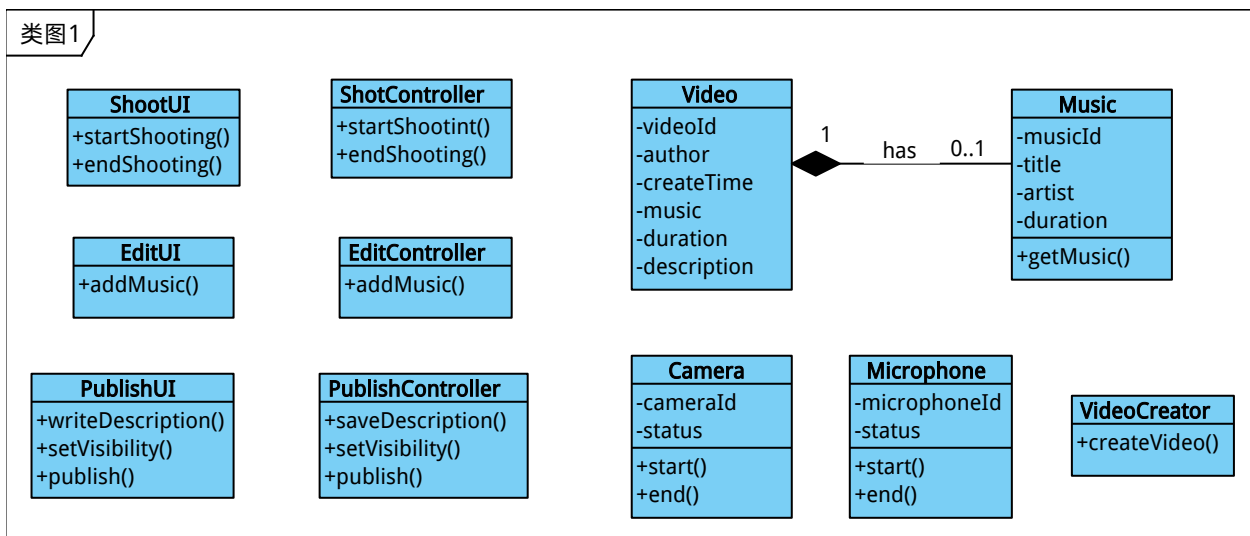 类图1
ShootUI
+startShooting()
+endShooting()
ShotController
+startShootint()
+endShooting()
Video
-videoId
-author
-createTime
-music
-duration
-description
1
has
0..1
Music
-musicId
-title
-artist
-duration
+getMusic()
EditUI
+addMusic()
EditController
+addMusic()
PublishUI
+writeDescription()
+setVisibility()
+publish()
PublishController
+saveDescription()
+setVisibility()
+publish()
Camera
-cameraId
-status
+start()
+end()
Microphone
-microphoneId
-status
+start()
+end()
VideoCreator
+createVideo()